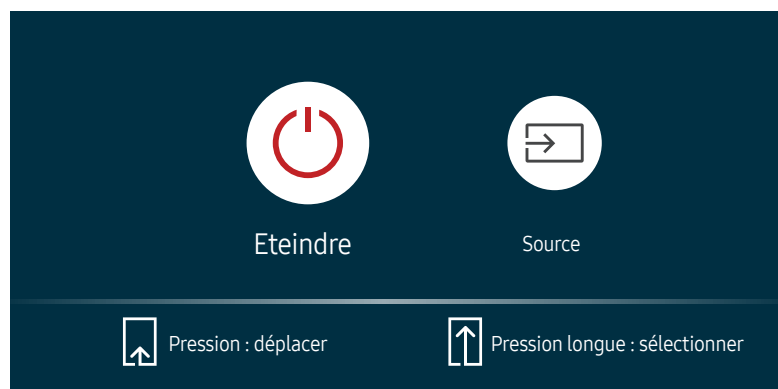 Eteindre
Source
Pression : déplacer
Pression longue : sélectionner